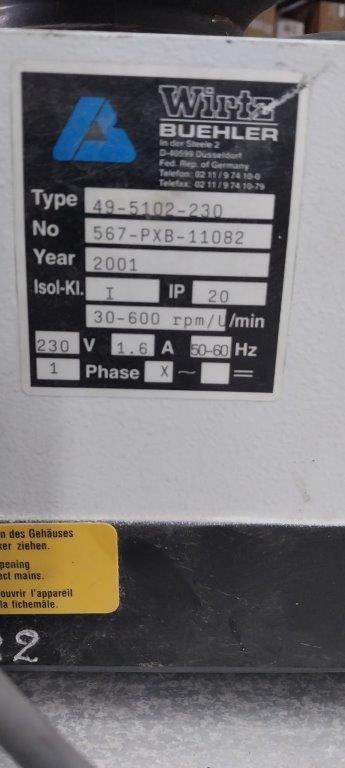 Wirtz
BUEHLER
In der Steele 2
D-40599 Düsseldorf
Fed. Rep. of Germany
Telefon: 02 11/9 74 10-0
Telefax: 02 11/9 74 10-79
Type 49-5102-230
No 567-PXB-11082
Year 2001
Isol-Kl. I IP 20
30-600 rpm/U/min
230 V 1.6 A 50-60 Hz
1 Phase X ~ =
n des Gehäuses
ker ziehen.
pening
ect mains.
ouvrir l'appareil
la fichemâle.
2